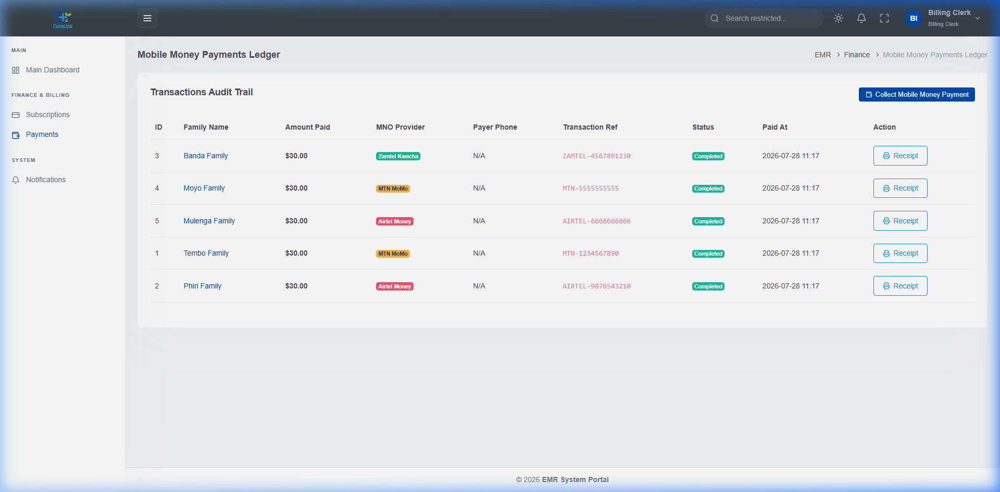 CuraLink
Search restricted...
BI
Billing Clerk
Billing Clerk
MAIN
Main Dashboard
FINANCE & BILLING
Subscriptions
Payments
SYSTEM
Notifications
Mobile Money Payments Ledger
EMR > Finance > Mobile Money Payments Ledger
Transactions Audit Trail
Collect Mobile Money Payment
ID Family Name Amount Paid MNO Provider Payer Phone Transaction Ref Status Paid At Action
3 Banda Family $30.00 Zamtel Kwacha N/A ZAMTEL-4567891230 Completed 2026-07-28 11:17 Receipt
4 Moyo Family $30.00 MTN MoMo N/A MTN-5555555555 Completed 2026-07-28 11:17 Receipt
5 Mulenga Family $30.00 Airtel Money N/A AIRTEL-6666666666 Completed 2026-07-28 11:17 Receipt
1 Tembo Family $30.00 MTN MoMo N/A MTN-1234567890 Completed 2026-07-28 11:17 Receipt
2 Phiri Family $30.00 Airtel Money N/A AIRTEL-9876543210 Completed 2026-07-28 11:17 Receipt
© 2026 EMR System Portal